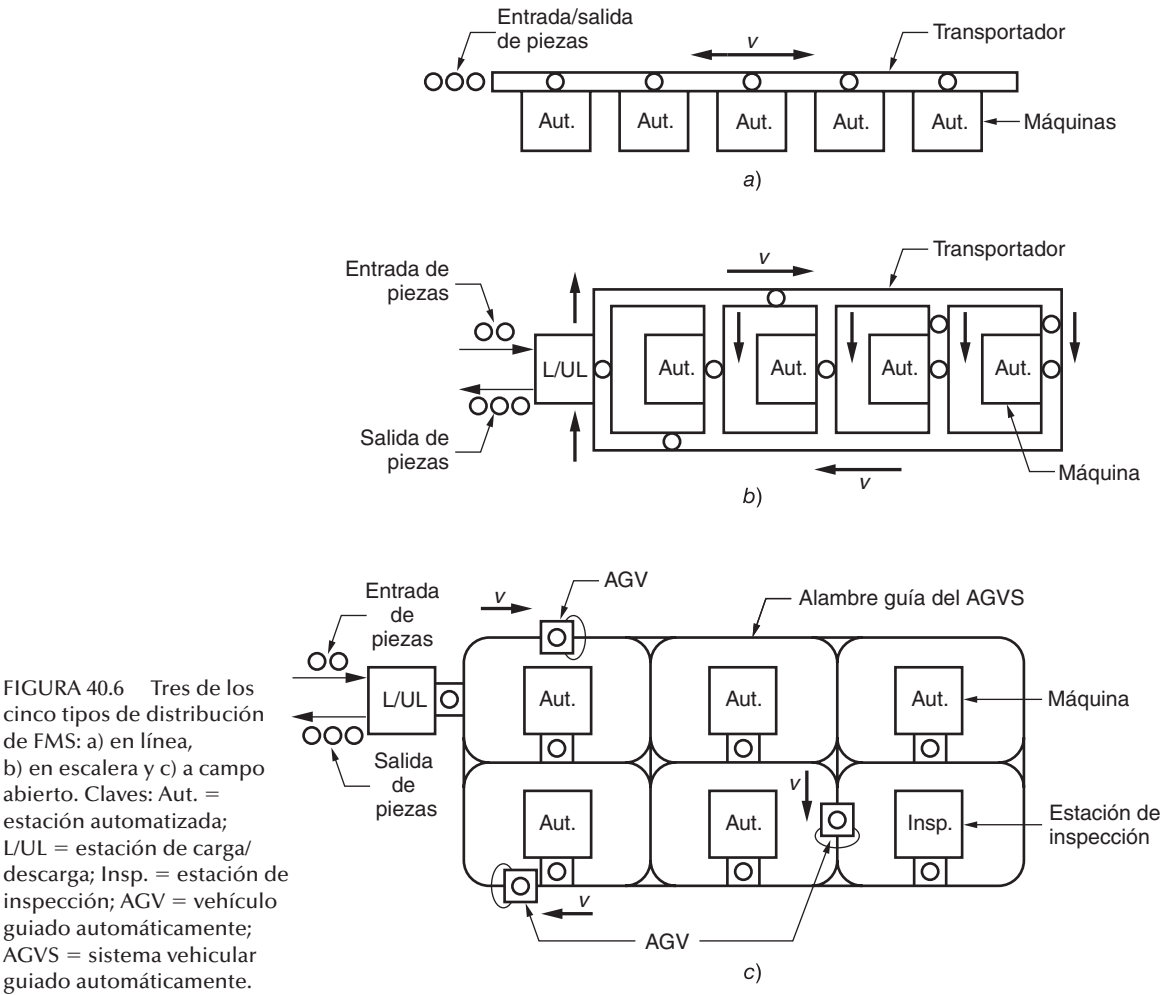 Entrada/salida
de piezas
v
Transportador
Aut.
Aut.
Aut.
Aut.
Aut.
Máquinas
a)
Entrada de
piezas
v
Transportador
L/UL
Aut.
Aut.
Aut.
Aut.
Salida de
piezas
v
Máquina
b)
Entrada
de
piezas
v
AGV
Alambre guía del AGVS
L/UL
Aut.
Aut.
Aut.
Máquina
Salida
de
piezas
Aut.
Aut.
v
Insp.
Estación de
inspección
v
AGV
c)
FIGURA 40.6 Tres de los
cinco tipos de distribución
de FMS: a) en línea,
b) en escalera y c) a campo
abierto. Claves: Aut. =
estación automatizada;
L/UL = estación de carga/
descarga; Insp. = estación de
inspección; AGV = vehículo
guiado automáticamente;
AGVS = sistema vehicular
guiado automáticamente.